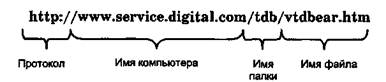 http://www.service.digital.com/tdb/vtdbear.htm
Протокол Имя компьютера Имя Имя файла
папки